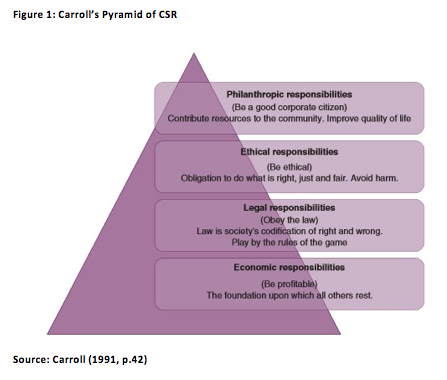 Figure 1: Carroll's Pyramid of CSR
Philanthropic responsibilities
(Be a good corporate citizen)
Contribute resources to the community. Improve quality of life
Ethical responsibilities
(Be ethical)
Obligation to do what is right, just and fair. Avoid harm.
Legal responsibilities
(Obey the law)
Law is society's codification of right and wrong.
Play by the rules of the game
Economic responsibilities
(Be profitable)
The foundation upon which all others rest.
Source: Carroll (1991, p.42)